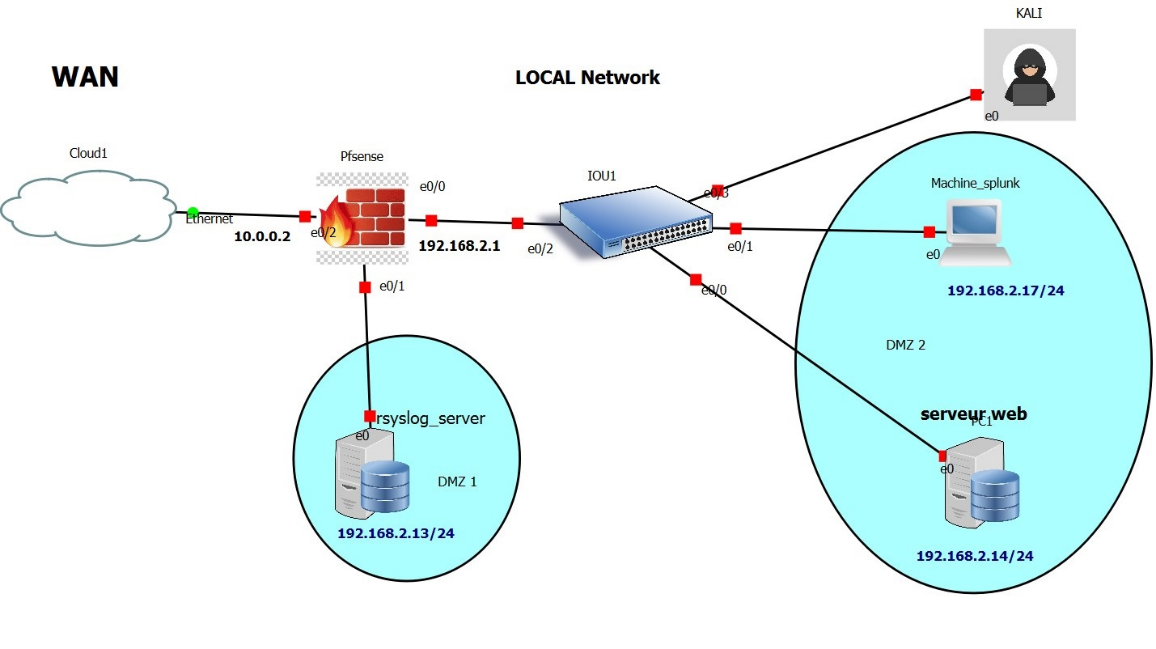 KALI
WAN
LOCAL Network
e0
Cloud1
Pfsense
IOU1
Machine_splunk
e0/0
e0/3
Ethernet
10.0.0.2
e0/2
192.168.2.1
e0/2
e0/1
e0
e0/1
e0/0
192.168.2.17/24
DMZ 2
rsyslog_server
e0
serveur web
PC1
DMZ 1
e0
192.168.2.13/24
192.168.2.14/24